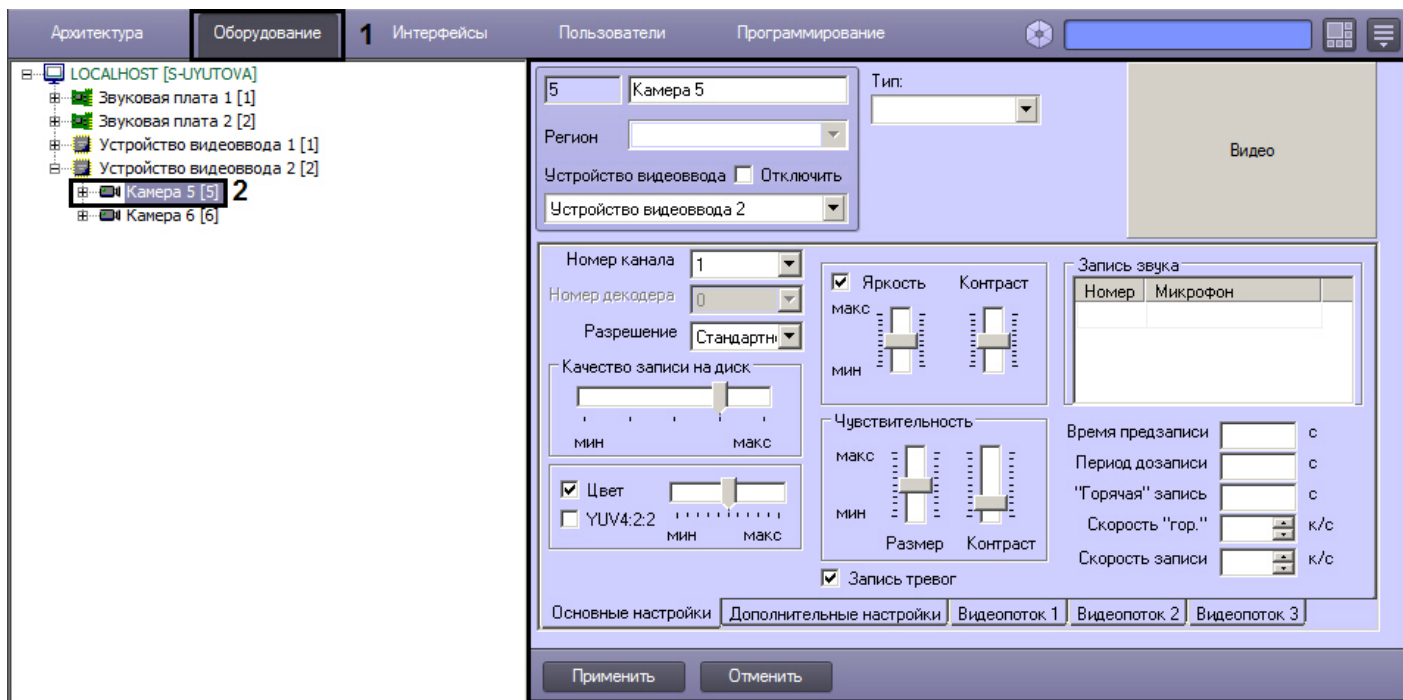 Архитектура Оборудование 1 Интерфейсы Пользователи Программирование
LOCALHOST [S-UYUTOVA]
Звуковая плата 1 [1]
Звуковая плата 2 [2]
Устройство видеоввода 1 [1]
Устройство видеоввода 2 [2]
Камера 5 [5] 2
Камера 6 [6]
5 Камера 5
Тип:
Регион
Устройство видеоввода Отключить
Устройство видеоввода 2
Видео
Номер канала 1
Номер декодера 0
Разрешение Стандартн
Качество записи на диск
мин макс
Цвет
YUV4:2:2
мин макс
Яркость Контраст
макс
мин
Чувствительность
макс
мин
Размер Контраст
Запись тревог
Запись звука
Номер Микрофон
Время предзаписи с
Период дозаписи с
"Горячая" запись с
Скорость "гор." к/с
Скорость записи к/с
Основные настройки Дополнительные настройки Видеопоток 1 Видеопоток 2 Видеопоток 3
Применить Отменить